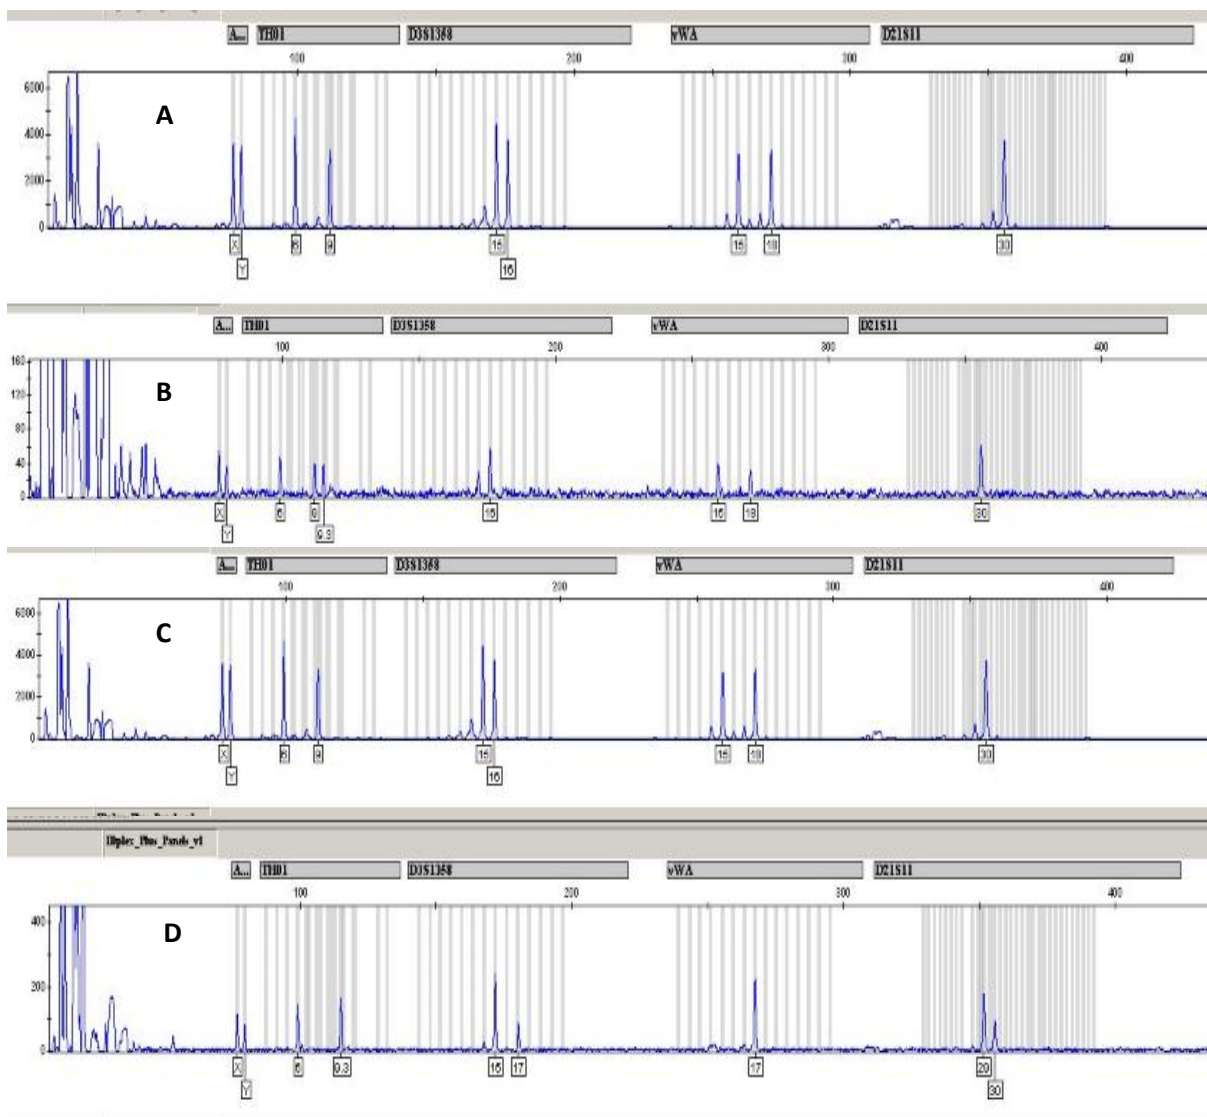 A... TH01 D3S1358 vWA D21S11
100 200 300 400
6000
A
4000
2000
0
X 6 9 15 15 18 30
Y 16
A... TH01 D3S1358 vWA D21S11
100 200 300 400
160
B
120
80
40
0
X 6 9 16 15 18 30
Y 9.3
A... TH01 D3S1358 vWA D21S11
100 200 300 400
6000
C
4000
2000
0
X 6 9 15 18 30
15
Y 16
IDplex_Plus_Panels_v1
A... TH01 D3S1358 vWA D21S11
100 200 300 400
400
D
200
0
X 6 9.3 15 17 17 29
Y 30